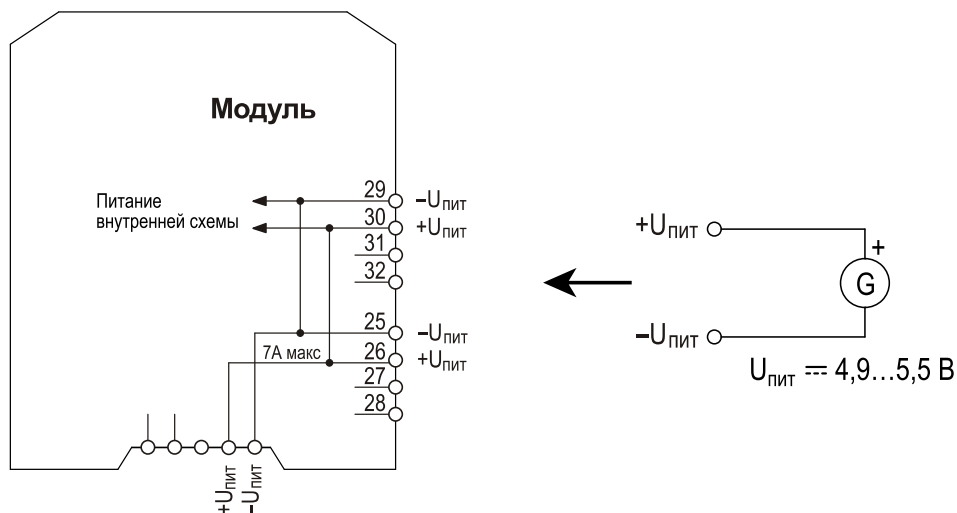 Модуль
Питание
внутренней схемы
29 –Uпит
30 +Uпит
31
32
25 –Uпит
7А макс 26 +Uпит
27
28
+Uпит
–Uпит
+Uпит
+
G
–Uпит
Uпит ⎓ 4,9...5,5 В